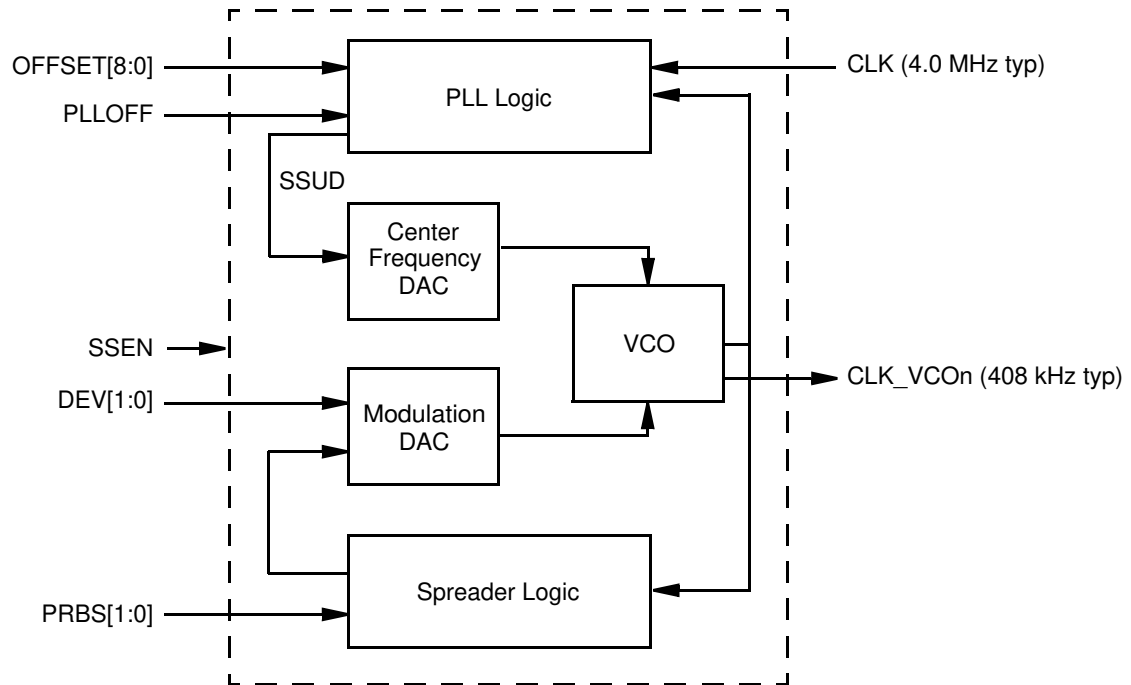 OFFSET[8:0]
PLL Logic
CLK (4.0 MHz typ)
PLLOFF
SSUD
Center
Frequency
DAC
SSEN
VCO
DEV[1:0]
Modulation
DAC
CLK_VCOn (408 kHz typ)
Spreader Logic
PRBS[1:0]